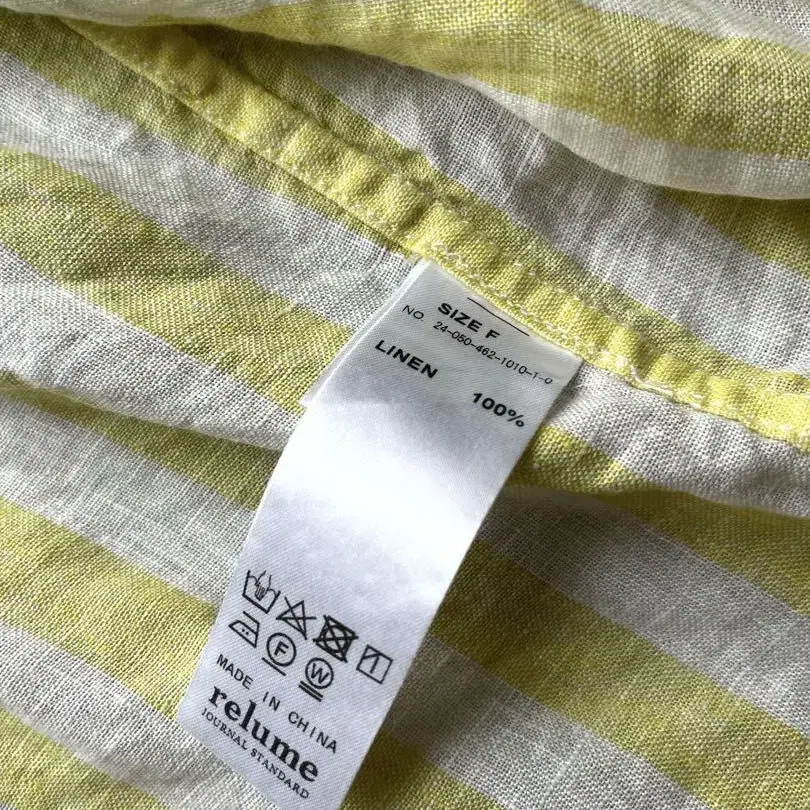 SIZE F
NO 24-050-462-1010-1-0
LINEN 100%
F
W
MADE IN CHINA
relume
JOURNAL STANDARD